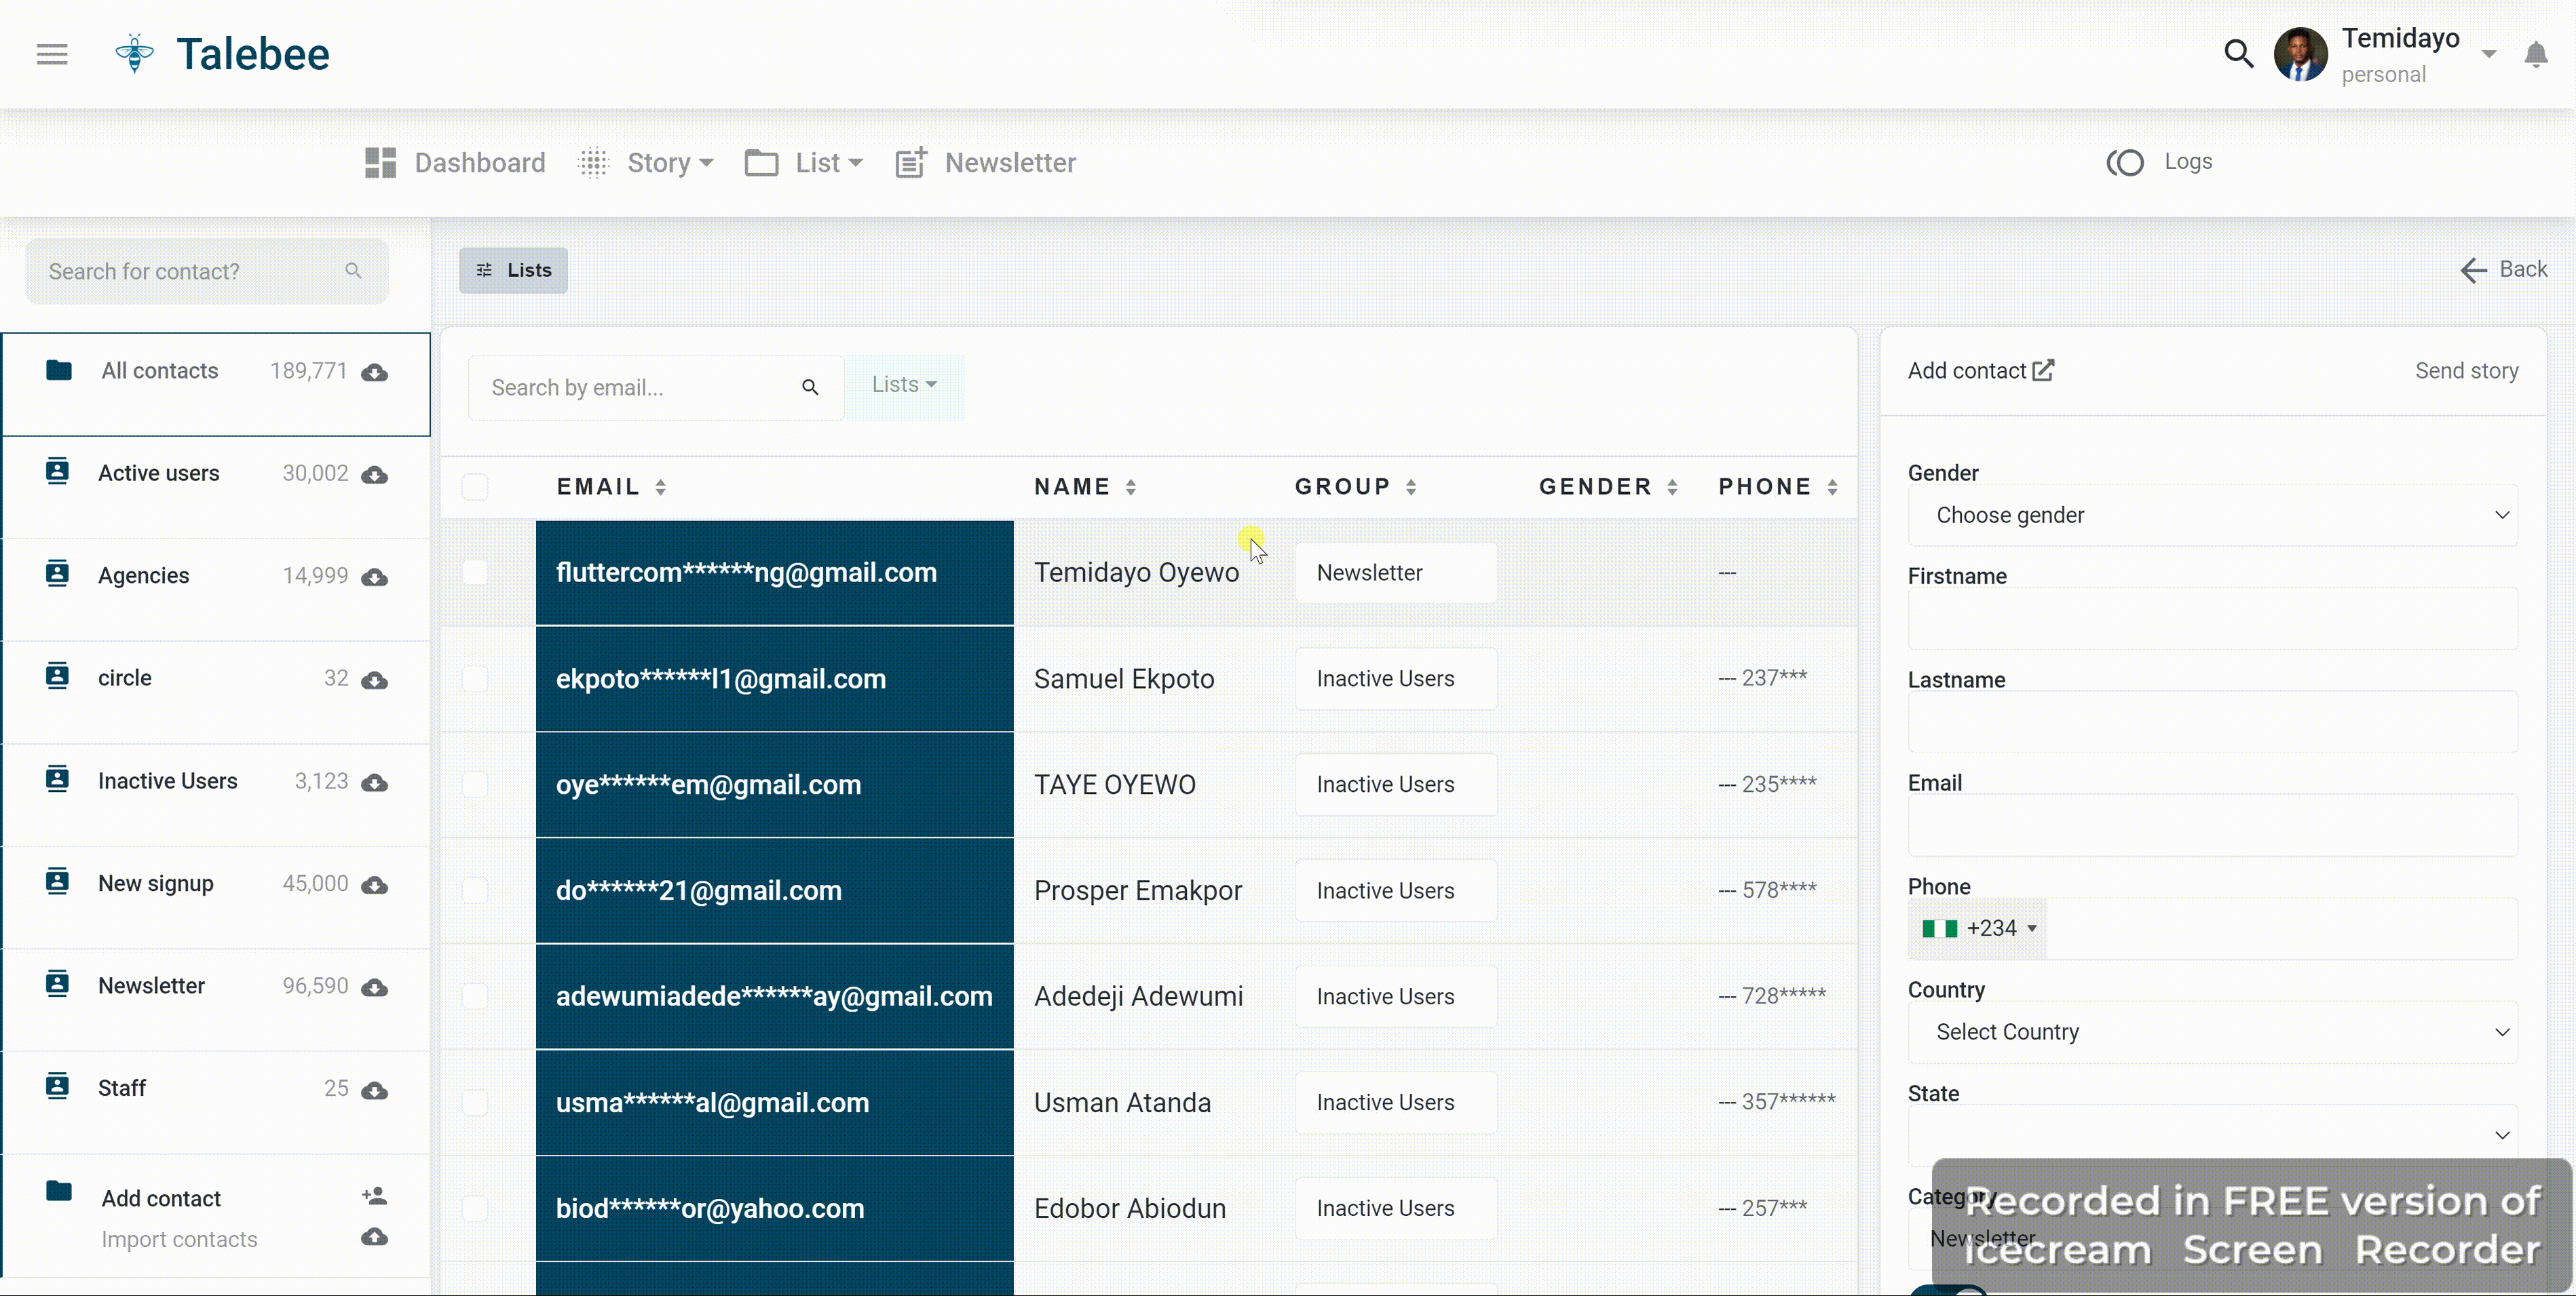 Talebee
Temidayo
personal
Dashboard
Story
List
Newsletter
Logs
Search for contact?
Lists
Back
All contacts 189,771
Active users 30,002
Agencies 14,999
circle 32
Inactive Users 3,123
New signup 45,000
Newsletter 96,590
Staff 25
Add contact
Import contacts
Search by email...
Lists
EMAIL NAME GROUP GENDER PHONE
fluttercom******ng@gmail.com Temidayo Oyewo Newsletter ---
ekpoto******l1@gmail.com Samuel Ekpoto Inactive Users --- 237***
oye******em@gmail.com TAYE OYEWO Inactive Users --- 235****
do******21@gmail.com Prosper Emakpor Inactive Users --- 578****
adewumiadede******ay@gmail.com Adedeji Adewumi Inactive Users --- 728*****
usma******al@gmail.com Usman Atanda Inactive Users --- 357******
biod******or@yahoo.com Edobor Abiodun Inactive Users --- 257***
Add contact
Send story
Gender
Choose gender
Firstname
Lastname
Email
Phone
+234
Country
Select Country
State
Category
Newsletter
Recorded in FREE version of
Icecream Screen Recorder